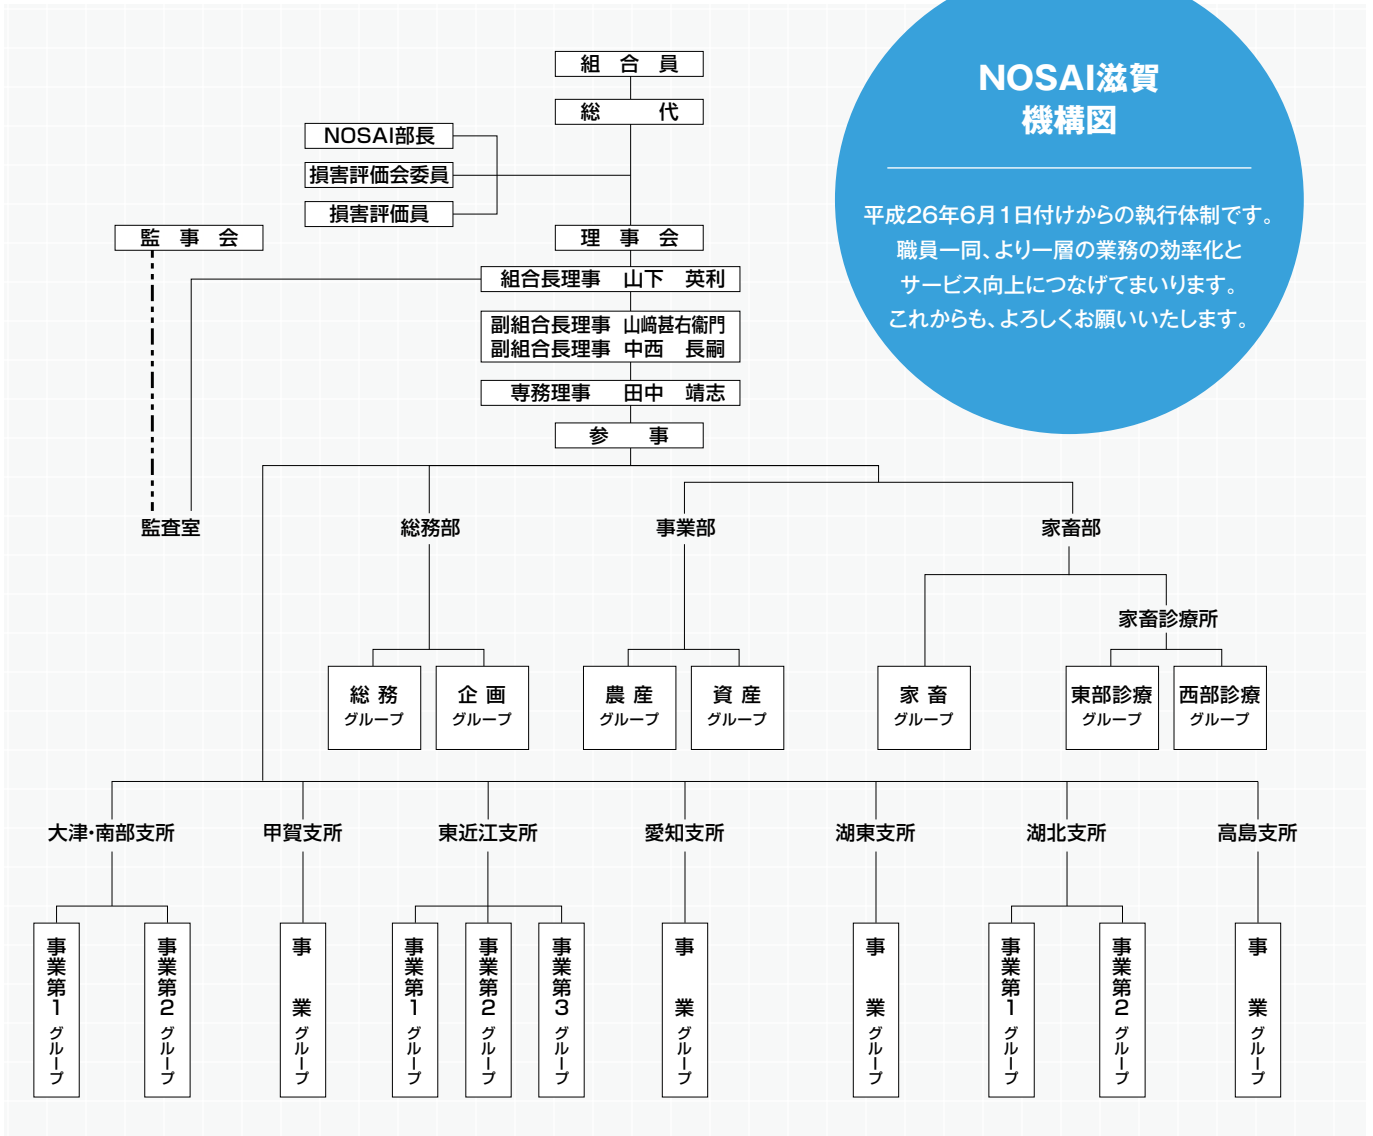 NOSAI滋賀
機構図
平成26年6月1日付けからの執行体制です。
職員一同、より一層の業務の効率化と
サービス向上につなげてまいります。
これからも、よろしくお願いいたします。
組合員
総代
NOSAI部長
損害評価会委員
損害評価員
監事会
理事会
組合長理事 山下 英利
副組合長理事 山﨑甚右衞門
副組合長理事 中西 長嗣
専務理事 田中 靖志
参事
監査室
総務部
事業部
家畜部
家畜診療所
総務
グループ
企画
グループ
農産
グループ
資産
グループ
家畜
グループ
東部診療
グループ
西部診療
グループ
大津・南部支所
甲賀支所
東近江支所
愛知支所
湖東支所
湖北支所
高島支所
事業第1グループ
事業第2グループ
事業グループ
事業第1グループ
事業第2グループ
事業第3グループ
事業グループ
事業グループ
事業第1グループ
事業第2グループ
事業グループ